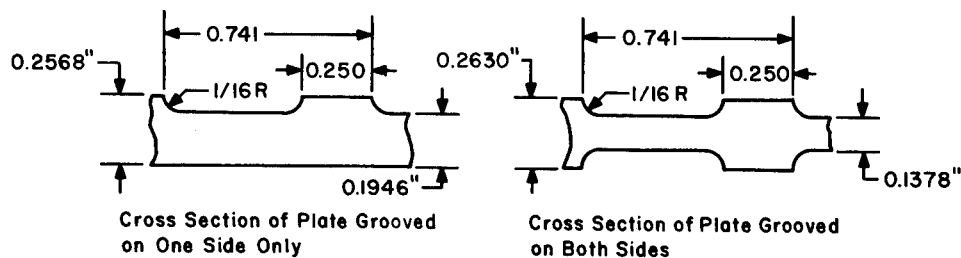 0.741
0.2568"
0.250
1/16 R
0.1946"
Cross Section of Plate Grooved
on One Side Only
0.741
0.2630"
0.250
1/16 R
0.1378"
Cross Section of Plate Grooved
on Both Sides